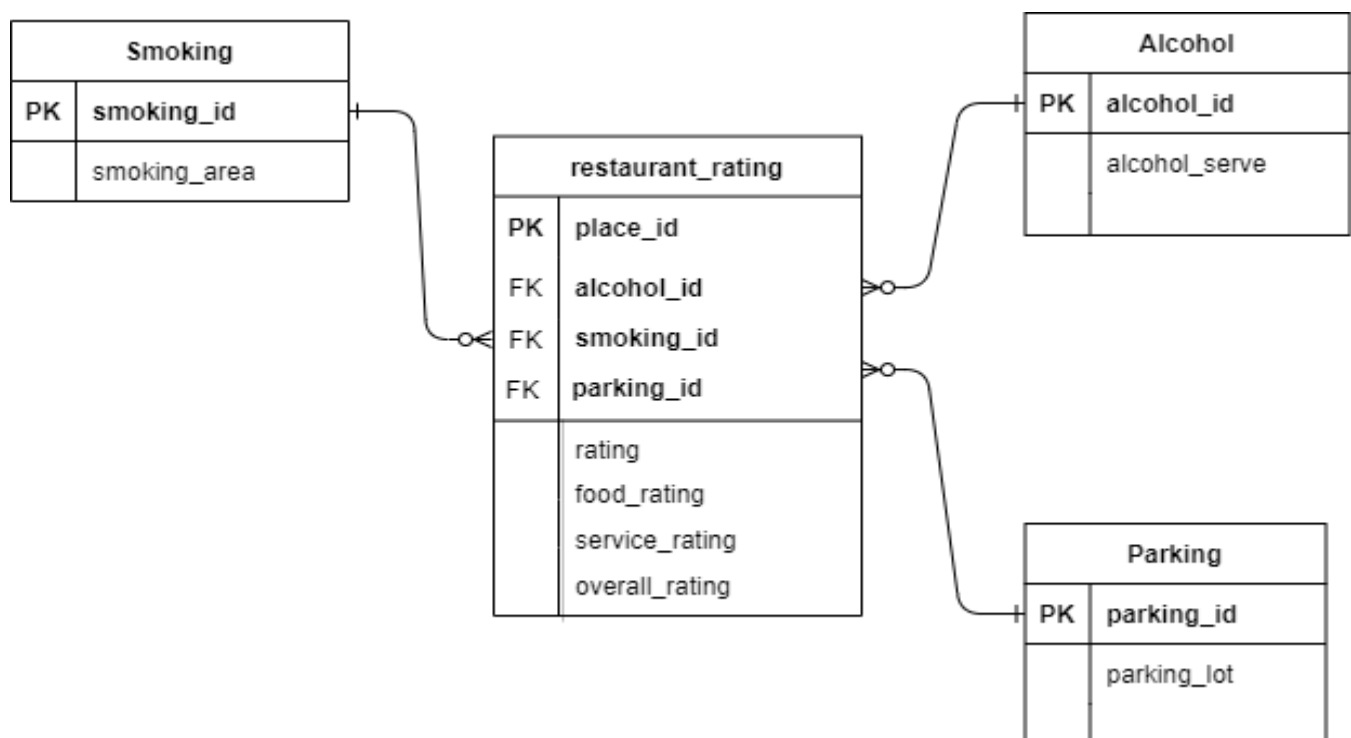 Smoking
PK smoking_id
smoking_area
restaurant_rating
PK place_id
FK alcohol_id
FK smoking_id
FK parking_id
rating
food_rating
service_rating
overall_rating
Alcohol
PK alcohol_id
alcohol_serve
Parking
PK parking_id
parking_lot